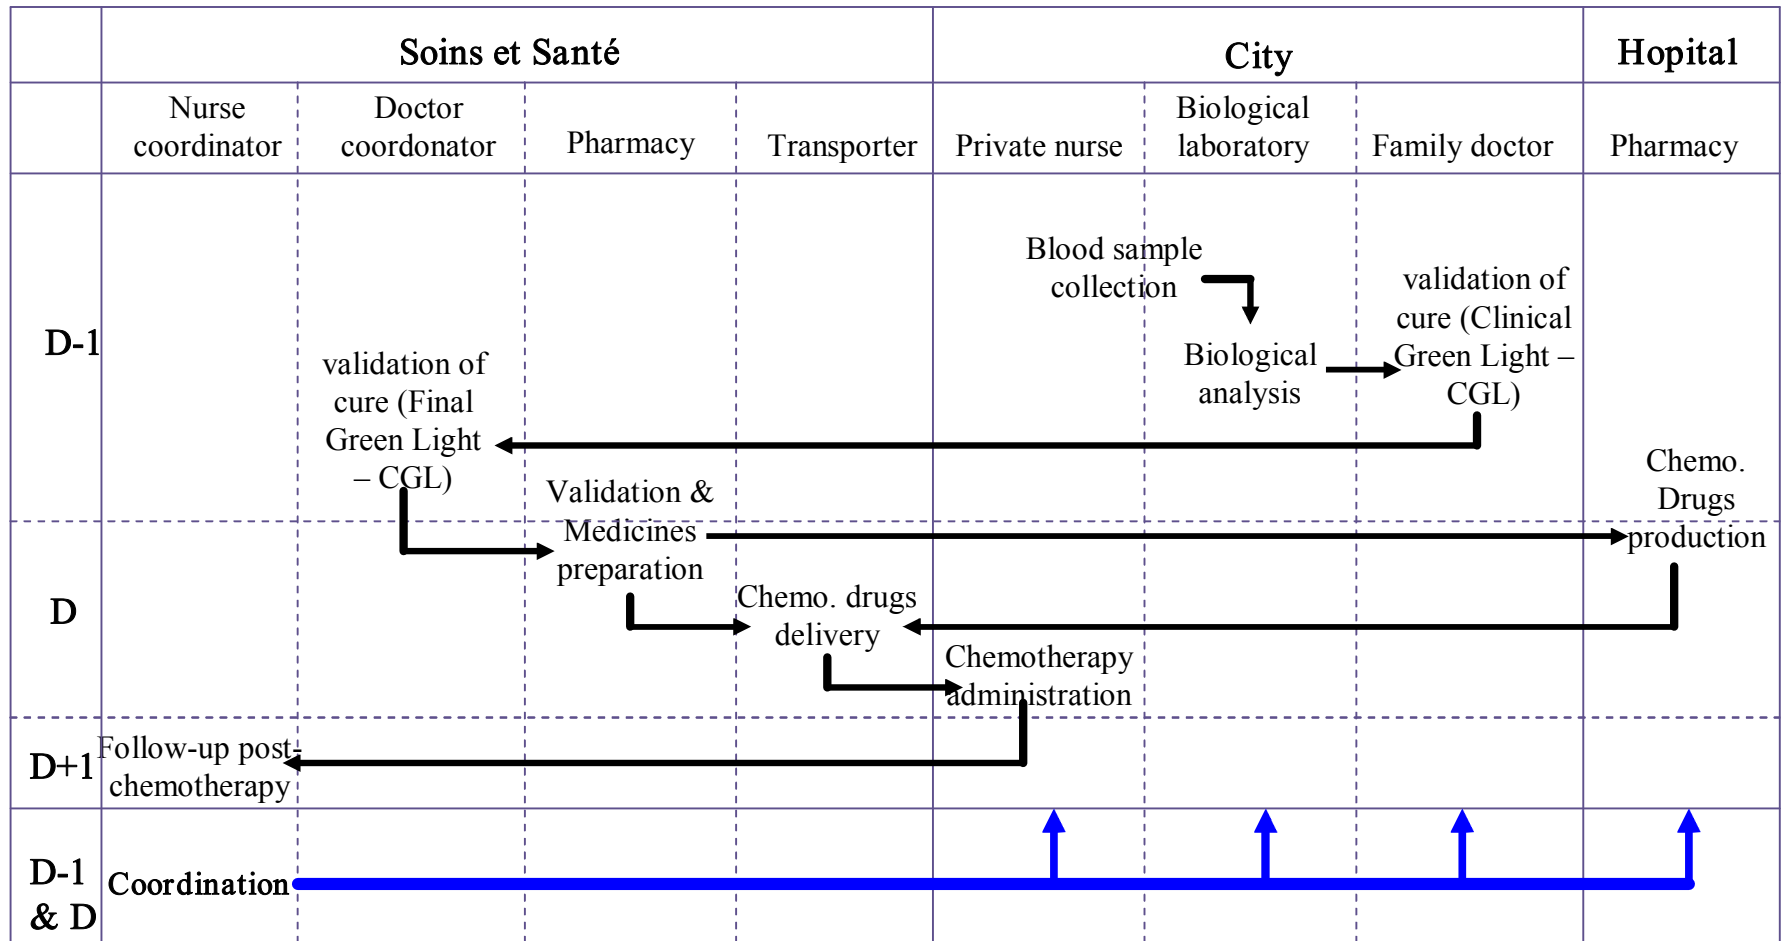 Soins et Santé
City
Hopital
Nurse
coordinator
Doctor
coordonator
Pharmacy
Transporter
Private nurse
Biological
laboratory
Family doctor
Pharmacy
D-1
Blood sample
collection
Biological
analysis
validation of
cure (Clinical
Green Light –
CGL)
validation of
cure (Final
Green Light
– CGL)
Validation &
Medicines
preparation
Chemo.
Drugs
production
D
Chemo. drugs
delivery
Chemotherapy
administration
D+1
Follow-up post-
chemotherapy
D-1
& D
Coordination